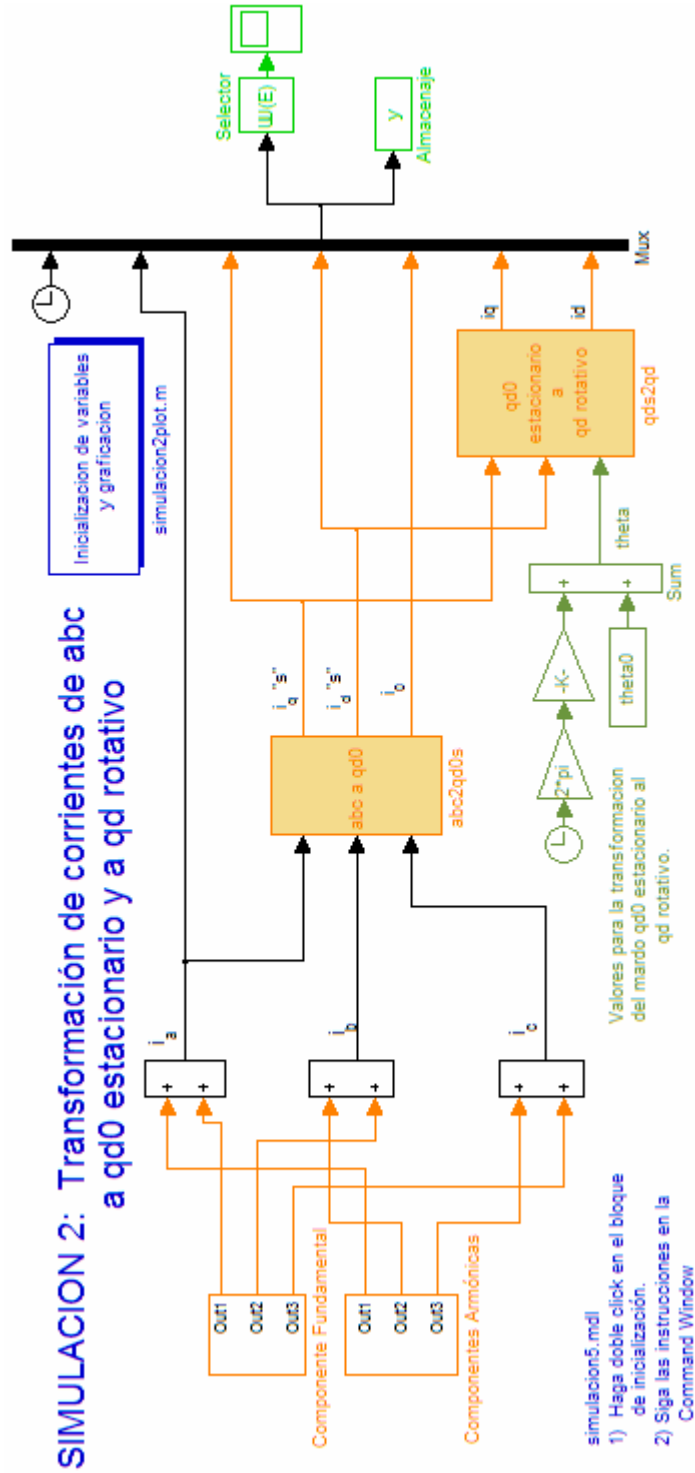 SIMULACION 2: Transformación de corrientes de abc
a qd0 estacionario y a qd rotativo
Inicializacion de variables
y graficacion
simulacion2plot.m
Selector
y
Almacenaje
Mux
Out1
Out2
Out3
Componente Fundamental
Out1
Out2
Out3
Componentes Armónicas
+
+
i_a
+
+
i_b
+
+
i_c
abc a qd0
abc2qd0s
i_q "s"
i_d "s"
i_o
qd0
estacionario
a
qd rotativo
qds2qd
iq
id
2*pi
-K-
theta0
+
+
Sum
theta
Valores para la transformacion
del mardo qd0 estacionario al
qd rotativo.
simulacion5.mdl
1) Haga doble click en el bloque
de inicialización.
2) Siga las instrucciones en la
Command Window